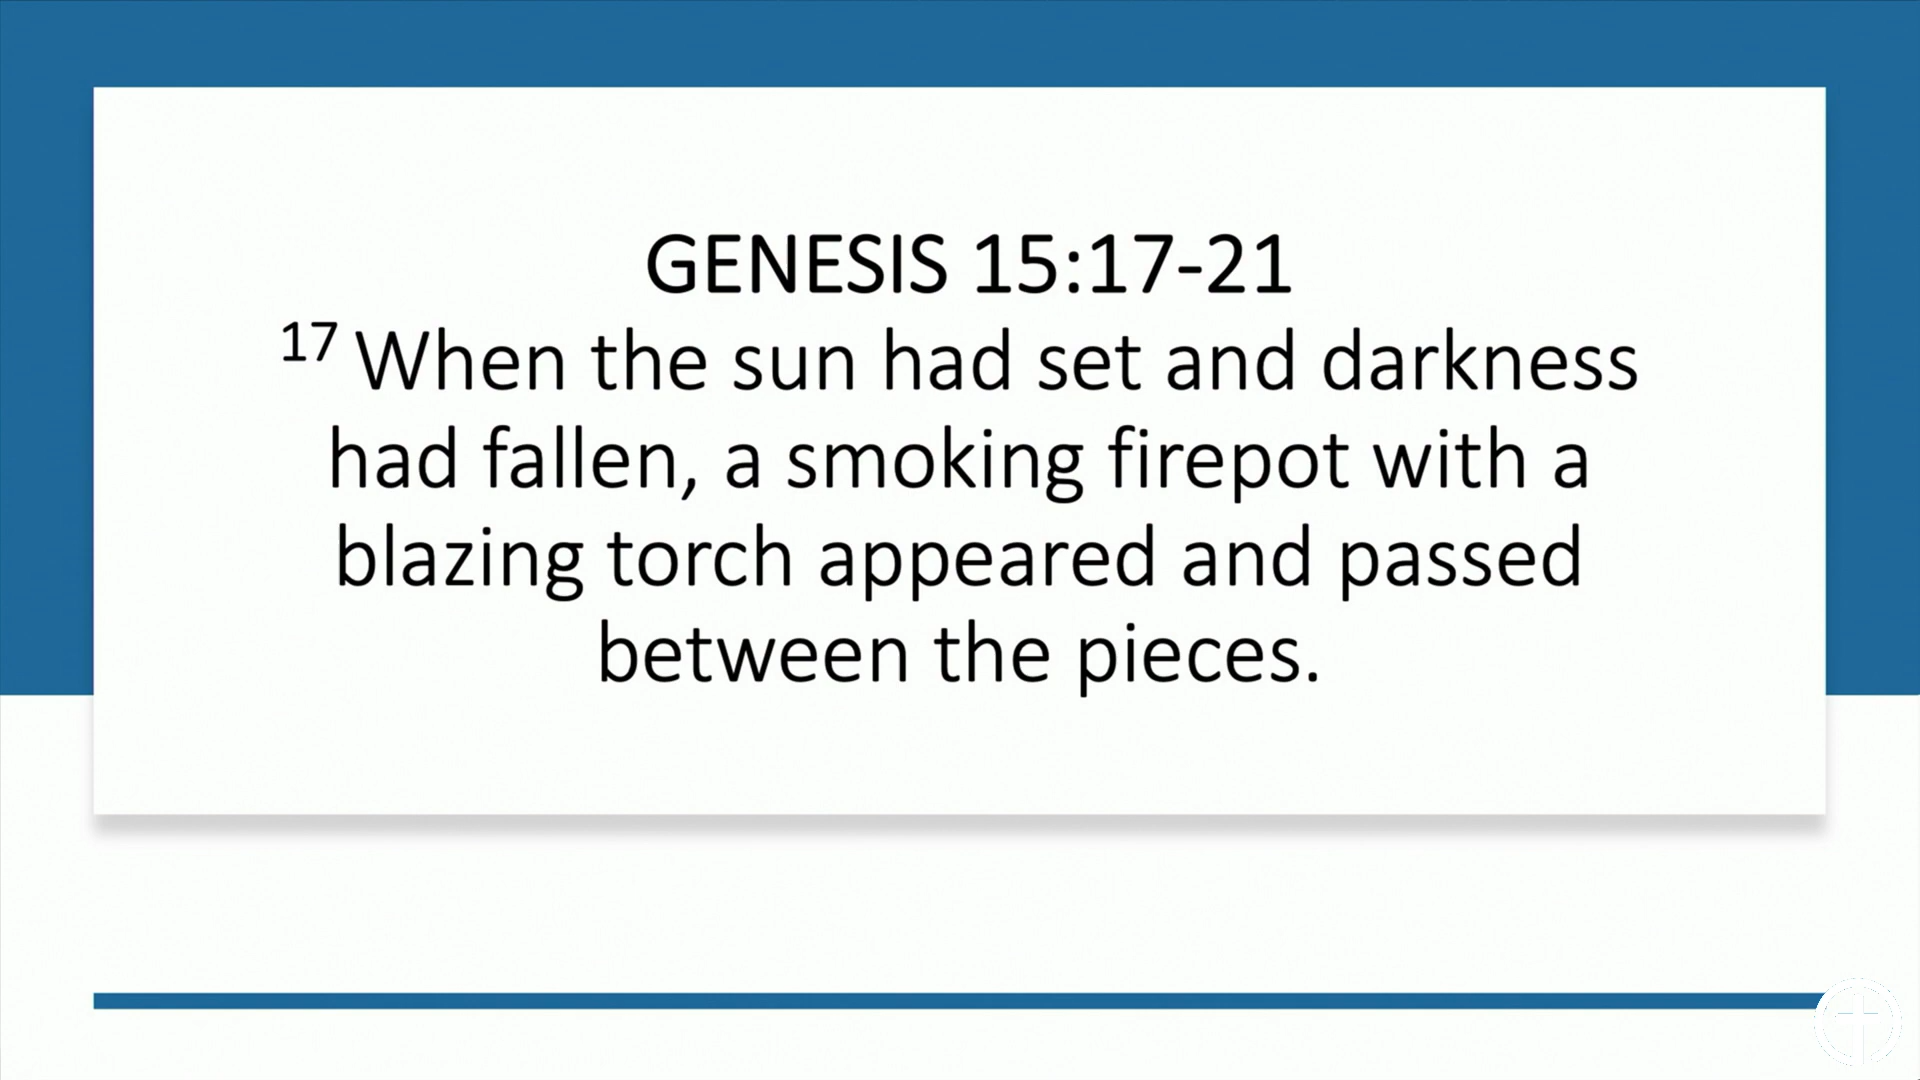 GENESIS 15:17-21
17 When the sun had set and darkness
had fallen, a smoking firepot with a
blazing torch appeared and passed
between the pieces.